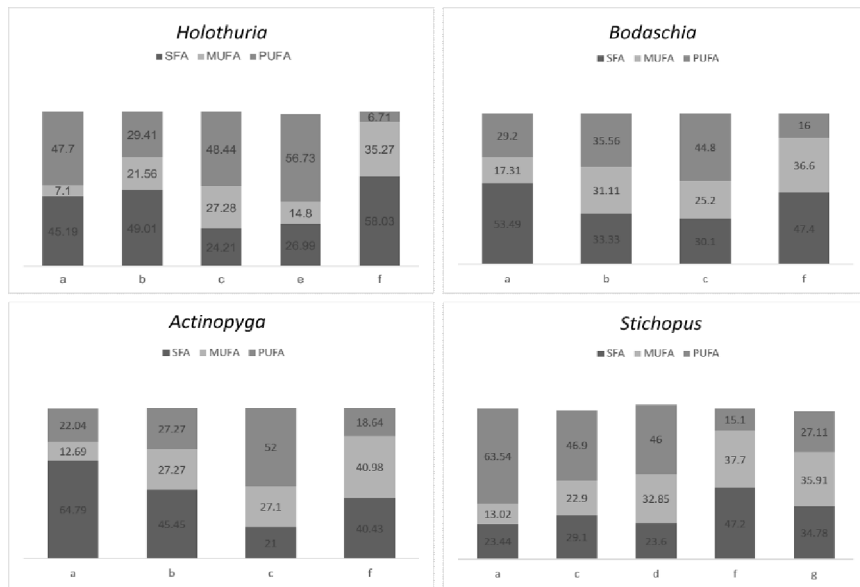 Holothuria
SFA MUFA PUFA
47.7 29.41 48.44 56.73 6.71
7.1 21.56 27.28 14.8 35.27
45.19 49.01 24.21 26.99 58.03
a b c e f
Bodaschia
SFA MUFA PUFA
29.2 35.56 44.8 16
17.31 31.11 25.2 36.6
53.49 33.33 30.1 47.4
a b c f
Actinopyga
SFA MUFA PUFA
22.04 27.27 52 18.64
12.69 27.27 27.1 40.98
64.79 45.45 21 40.43
a b c f
Stichopus
SFA MUFA PUFA
63.54 46.9 46 15.1 27.11
13.02 22.9 32.85 37.7 35.91
23.44 29.1 23.6 47.2 34.78
a c d f g